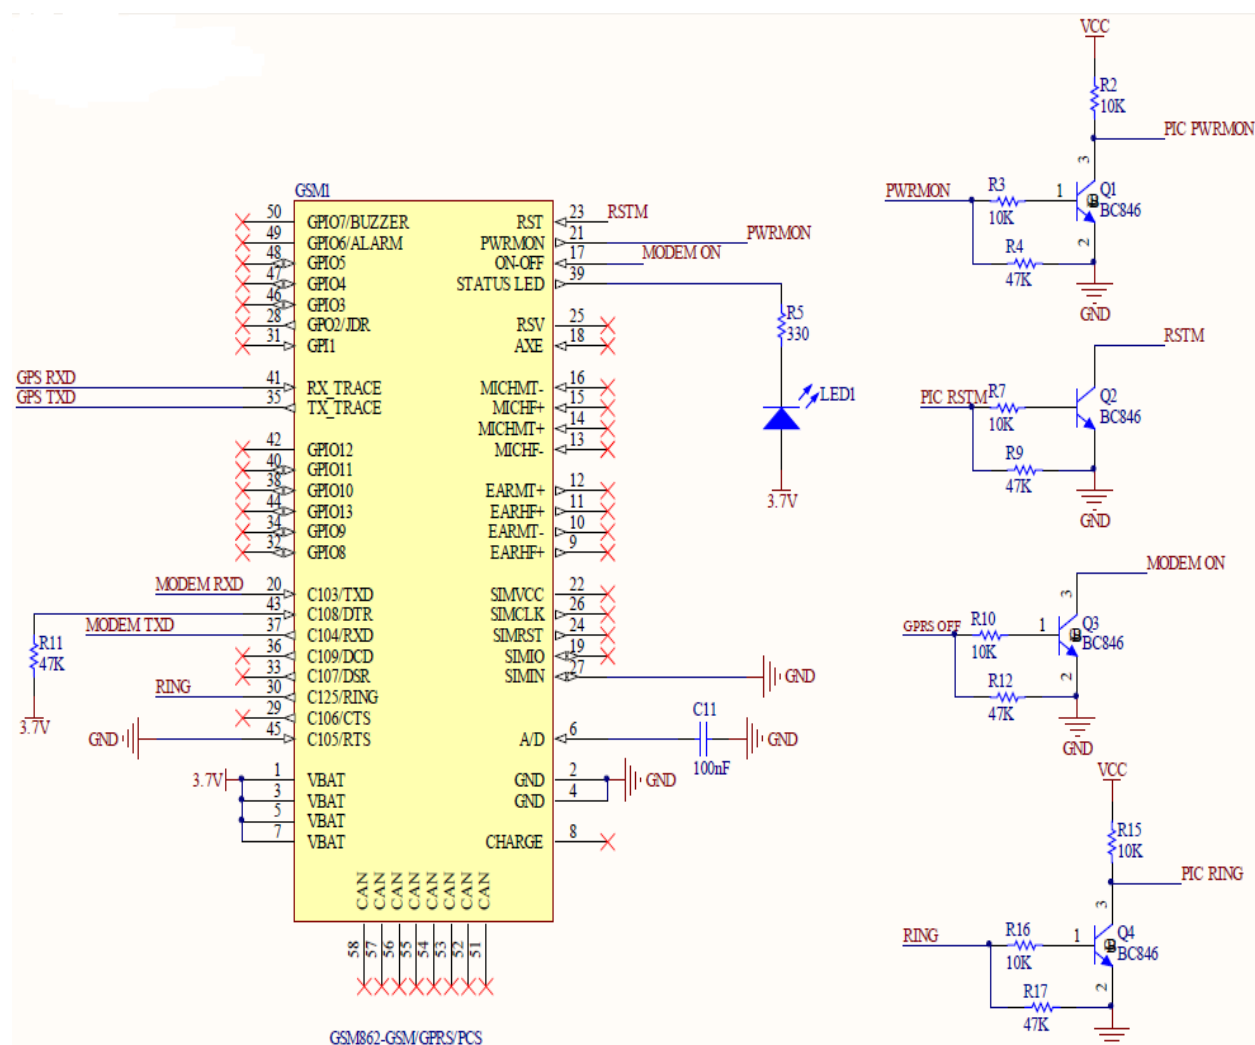 GSM1
50 GPIO7/BUZZER
49 GPIO6/ALARM
48 GPIO5
47 GPIO4
46 GPIO3
28 GPO2/JDR
31 GPI1
GPS RXD 41 RX_TRACE
GPS TXD 35 TX_TRACE
42 GPIO12
40 GPIO11
38 GPIO10
44 GPIO13
34 GPIO9
32 GPIO8
MODEM RXD 20 C103/TXD
43 C108/DTR
MODEM TXD 37 C104/RXD
36 C109/DCD
33 C107/DSR
RING 30 C125/RING
29 C106/CTS
GND 45 C105/RTS
R11
47K
3.7V
3.7V 1 VBAT
3 VBAT
5 VBAT
7 VBAT
RST 23 RSTM
PWRMON 21 PWRMON
ON-OFF 17 MODEM ON
STATUS LED 39
RSV 25
AXE 18
MICHMT- 16
MICHF+ 15
MICHMT+ 14
MICHF- 13
EARMT+ 12
EARHF+ 11
EARMT- 10
EARHF+ 9
SIMVCC 22
SIMCLK 26
SIMRST 24
SIMIO 19
SIMIN 27 GND
A/D 6 C11 GND
100nF
GND 2 GND
GND 4
CHARGE 8
R5
330
LED1
3.7V
CAN CAN CAN CAN CAN CAN CAN CAN
58 57 56 55 54 53 52 51
GSM862-GSM/GPRS/PCS
VCC
R2
10K
PIC PWRMON
3
PWRMON R3 1 Q1
10K B BC846
R4 2
47K
GND
RSTM
PIC RSTM R7 Q2
10K BC846
R9
47K
GND
MODEM ON
3
GPRS OFF R10 1 Q3
10K B BC846
R12 2
47K
GND
VCC
R15
10K
PIC RING
3
RING R16 1 Q4
10K B BC846
R17 2
47K